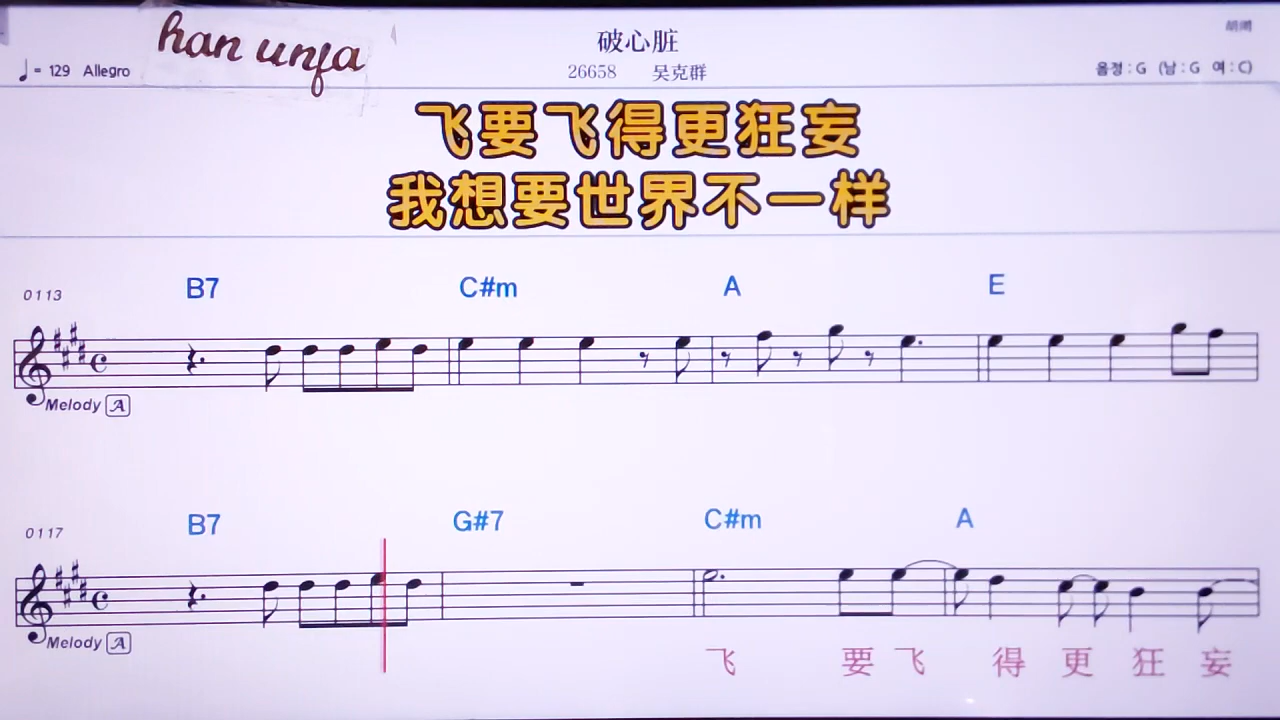 han unfa
破心脏
♩= 129 Allegro
26658 吴克群
음정 : G (남 : G 여 : C)
飞要飞得更狂妄
我想要世界不一样
0113 B7 C#m A E
Melody A
0117 B7 G#7 C#m A
Melody A
飞 要 飞 得 更 狂 妄